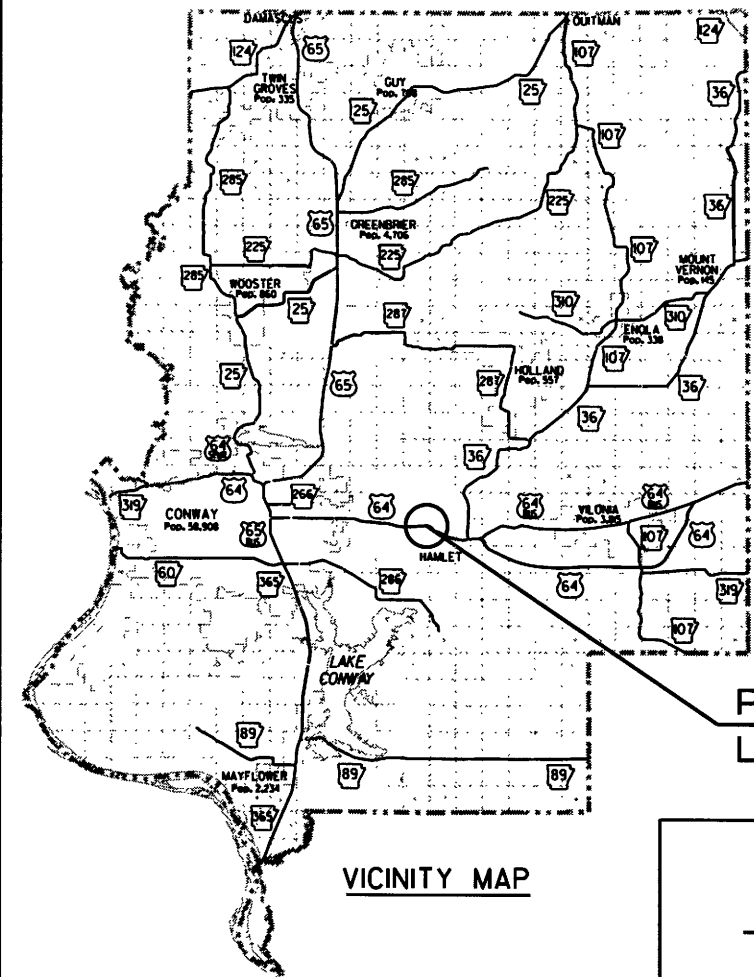 DAMASCUS
65
QUITMAN
124
124
107
TWIN
GROVES
Pop. 335
GUY
25
25
36
107
285
285
225
36
65
GREENBRIER
Pop. 4,706
225
225
107
MOUNT
VERNON
Pop. 145
285
WOOSTER
Pop. 860
25
287
310
310
ENOLA
Pop. 338
107
25
65
287
HOLLAND
Pop. 557
36
36
36
64
64
266
64
64
64
319
CONWAY
Pop. 58,908
65
VILONIA
107
64
HAMLET
60
365
286
64
319
107
LAKE
CONWAY
P
L
89
MAYFLOWER
Pop. 2,234
89
89
365
VICINITY MAP